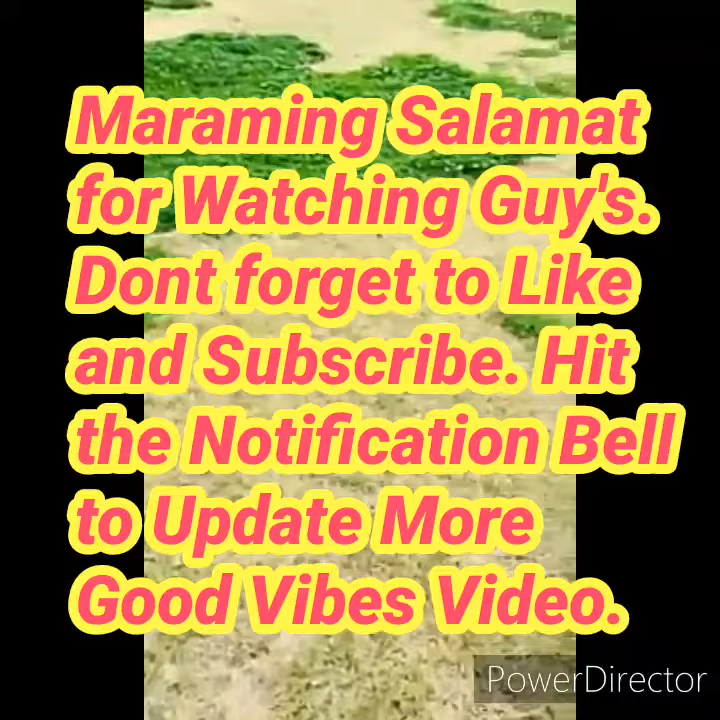 Maraming Salamat
for Watching Guy's.
Dont forget to Like
and Subscribe. Hit
the Notification Bell
to Update More
Good Vibes Video.
PowerDirector